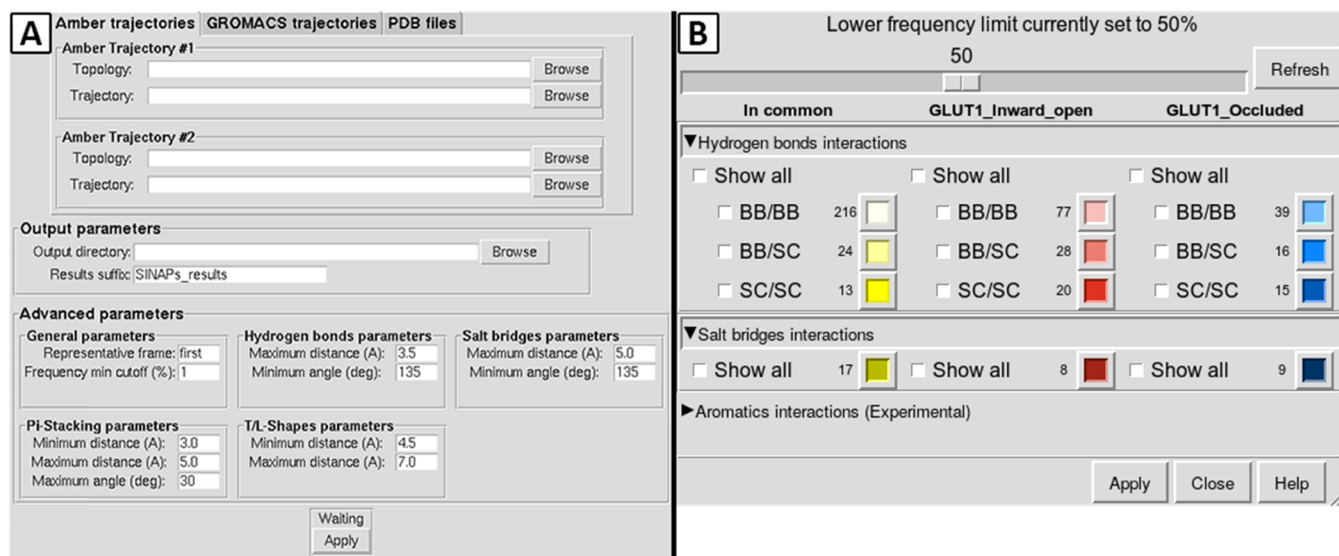 A
Amber trajectories GROMACS trajectories PDB files
Amber Trajectory #1
Topology: Browse
Trajectory: Browse
Amber Trajectory #2
Topology: Browse
Trajectory: Browse
Output parameters
Output directory: Browse
Results suffix: SINAPs_results
Advanced parameters
General parameters
Representative frame: first
Frequency min cutoff (%): 1
Hydrogen bonds parameters
Maximum distance (A): 3.5
Minimum angle (deg): 135
Salt bridges parameters
Maximum distance (A): 5.0
Minimum angle (deg): 135
Pi-Stacking parameters
Minimum distance (A): 3.0
Maximum distance (A): 5.0
Maximum angle (deg): 30
T/L-Shapes parameters
Minimum distance (A): 4.5
Maximum distance (A): 7.0
Waiting
Apply
B
Lower frequency limit currently set to 50%
50
Refresh
In common GLUT1_Inward_open GLUT1_Occluded
▼Hydrogen bonds interactions
Show all Show all Show all
BB/BB 216 BB/BB 77 BB/BB 39
BB/SC 24 BB/SC 28 BB/SC 16
SC/SC 13 SC/SC 20 SC/SC 15
▼Salt bridges interactions
Show all 17 Show all 8 Show all 9
►Aromatics interactions (Experimental)
Apply Close Help